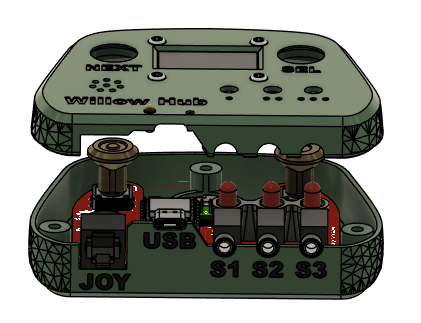 NEXT SEL
Willow Hub
USB
JOY S1 S2 S3